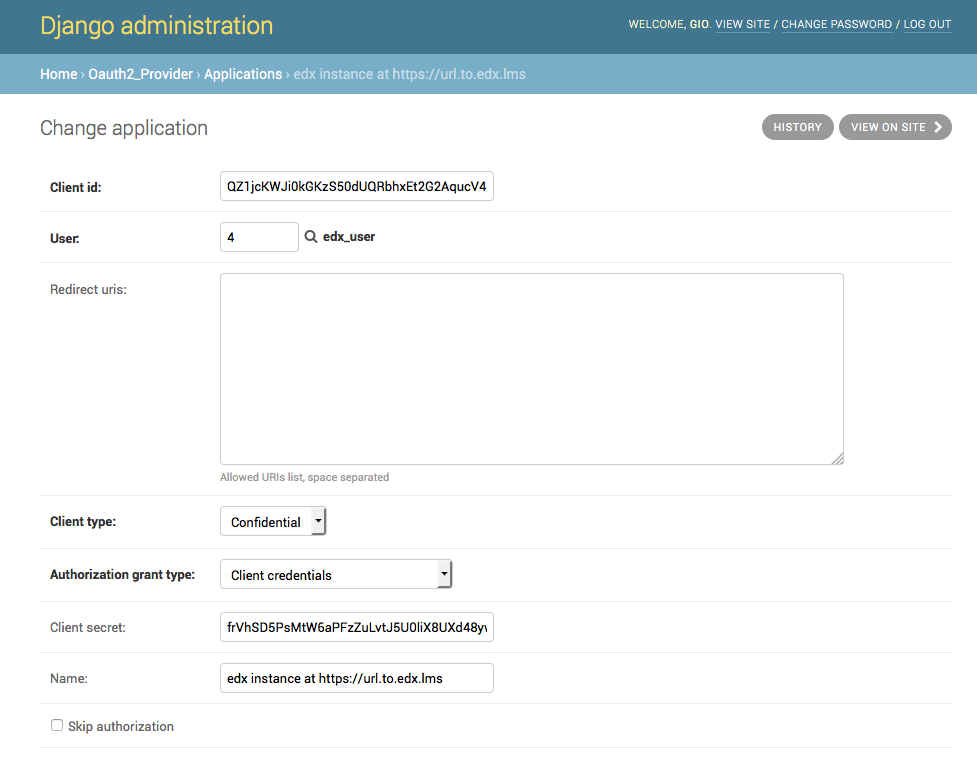 Django administration
WELCOME, GIO. VIEW SITE / CHANGE PASSWORD / LOG OUT
Home › Oauth2_Provider › Applications › edx instance at https://url.to.edx.lms
Change application
HISTORY
VIEW ON SITE
Client id:
QZ1jcKWJi0kGKzS50dUQRbhxEt2G2AqucV4
User:
4
edx_user
Redirect uris:
Allowed URIs list, space separated
Client type:
Confidential
Authorization grant type:
Client credentials
Client secret:
frVhSD5PsMtW6aPFzZuLvtJ5U0liX8UXd48yv
Name:
edx instance at https://url.to.edx.lms
Skip authorization